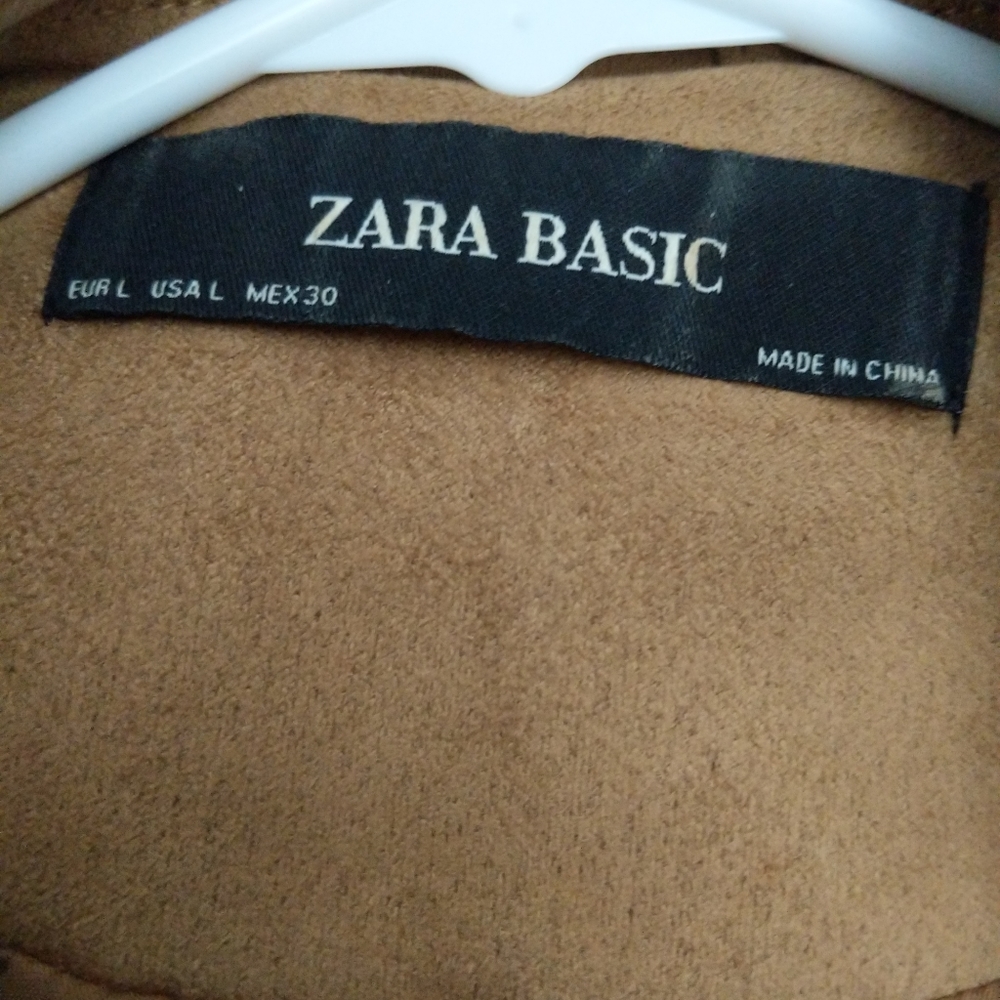 ZARA BASIC
EUR L USA L MEX 30
MADE IN CHINA